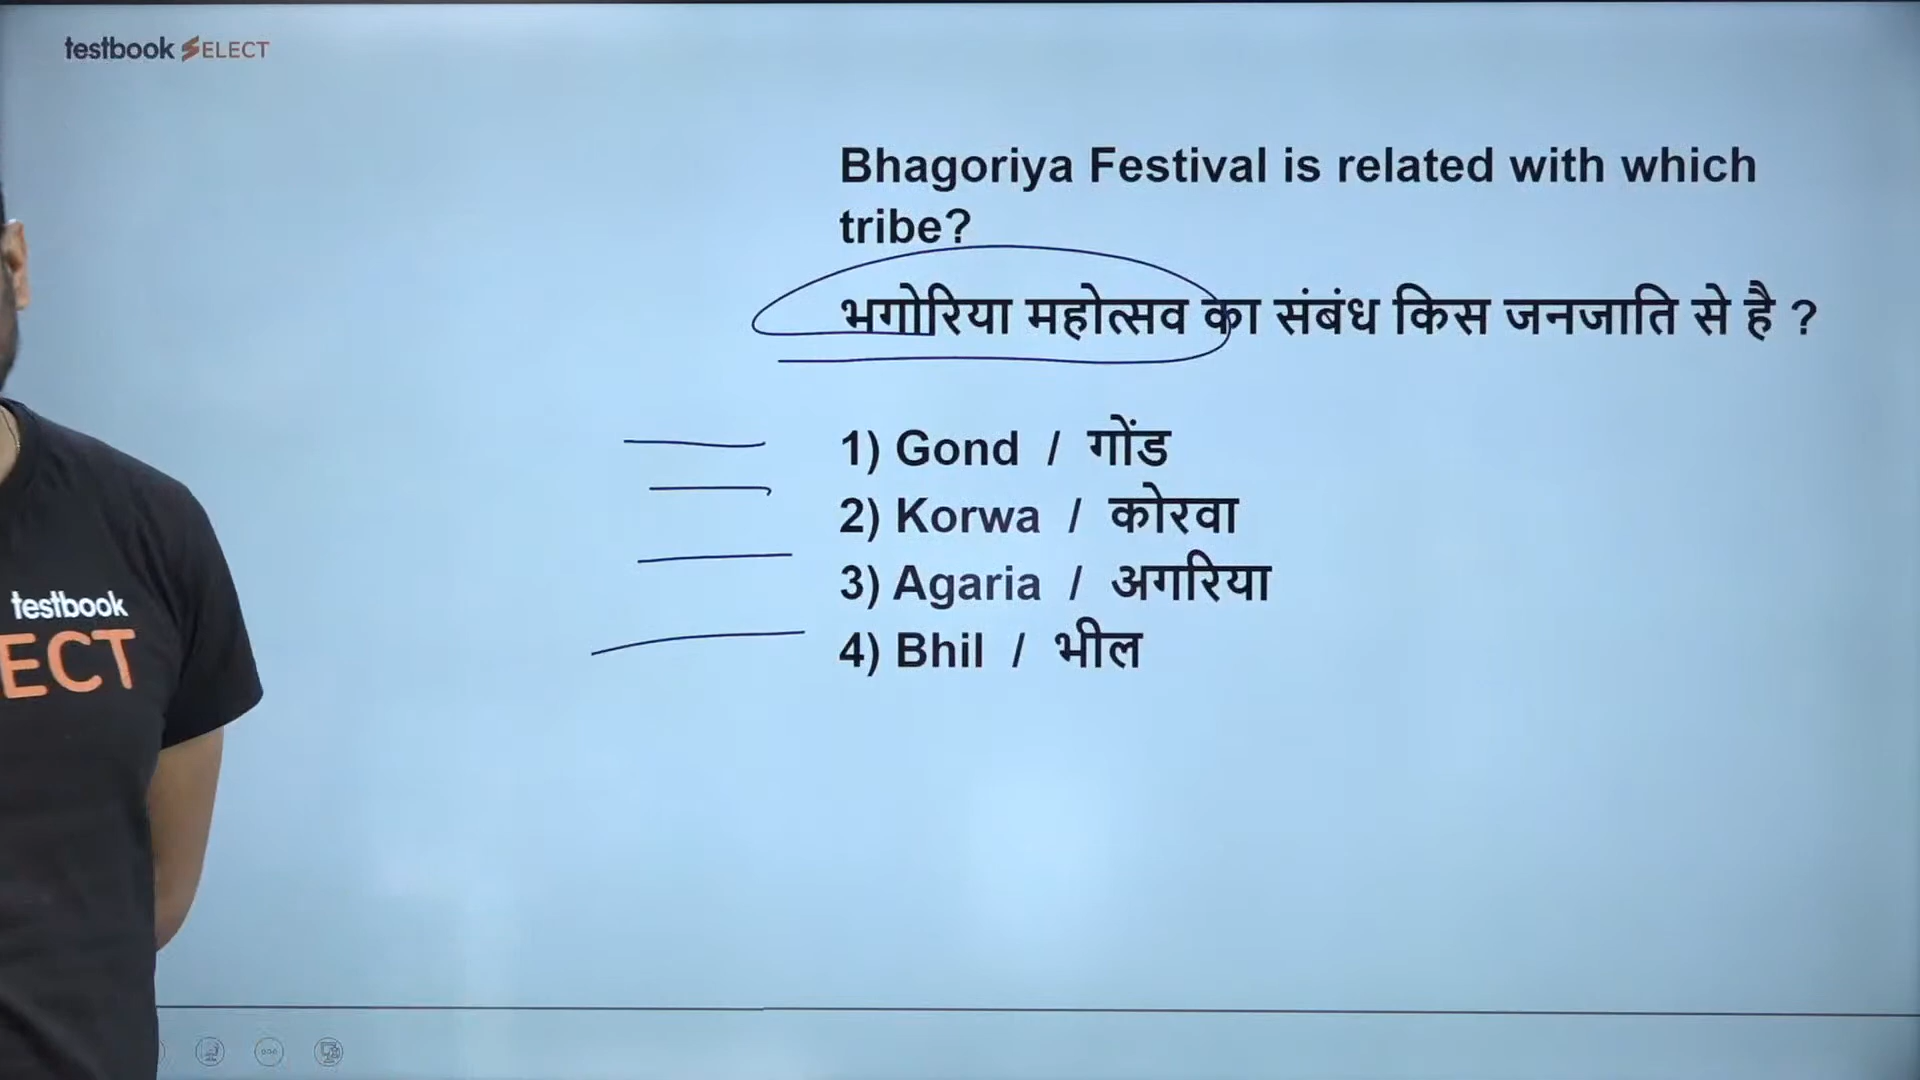 testbook SELECT
Bhagoriya Festival is related with which
tribe?
भगोरिया महोत्सव का संबंध किस जनजाति से है ?
1) Gond / गोंड
2) Korwa / कोरवा
3) Agaria / अगरिया
4) Bhil / भील
testbook
ECT